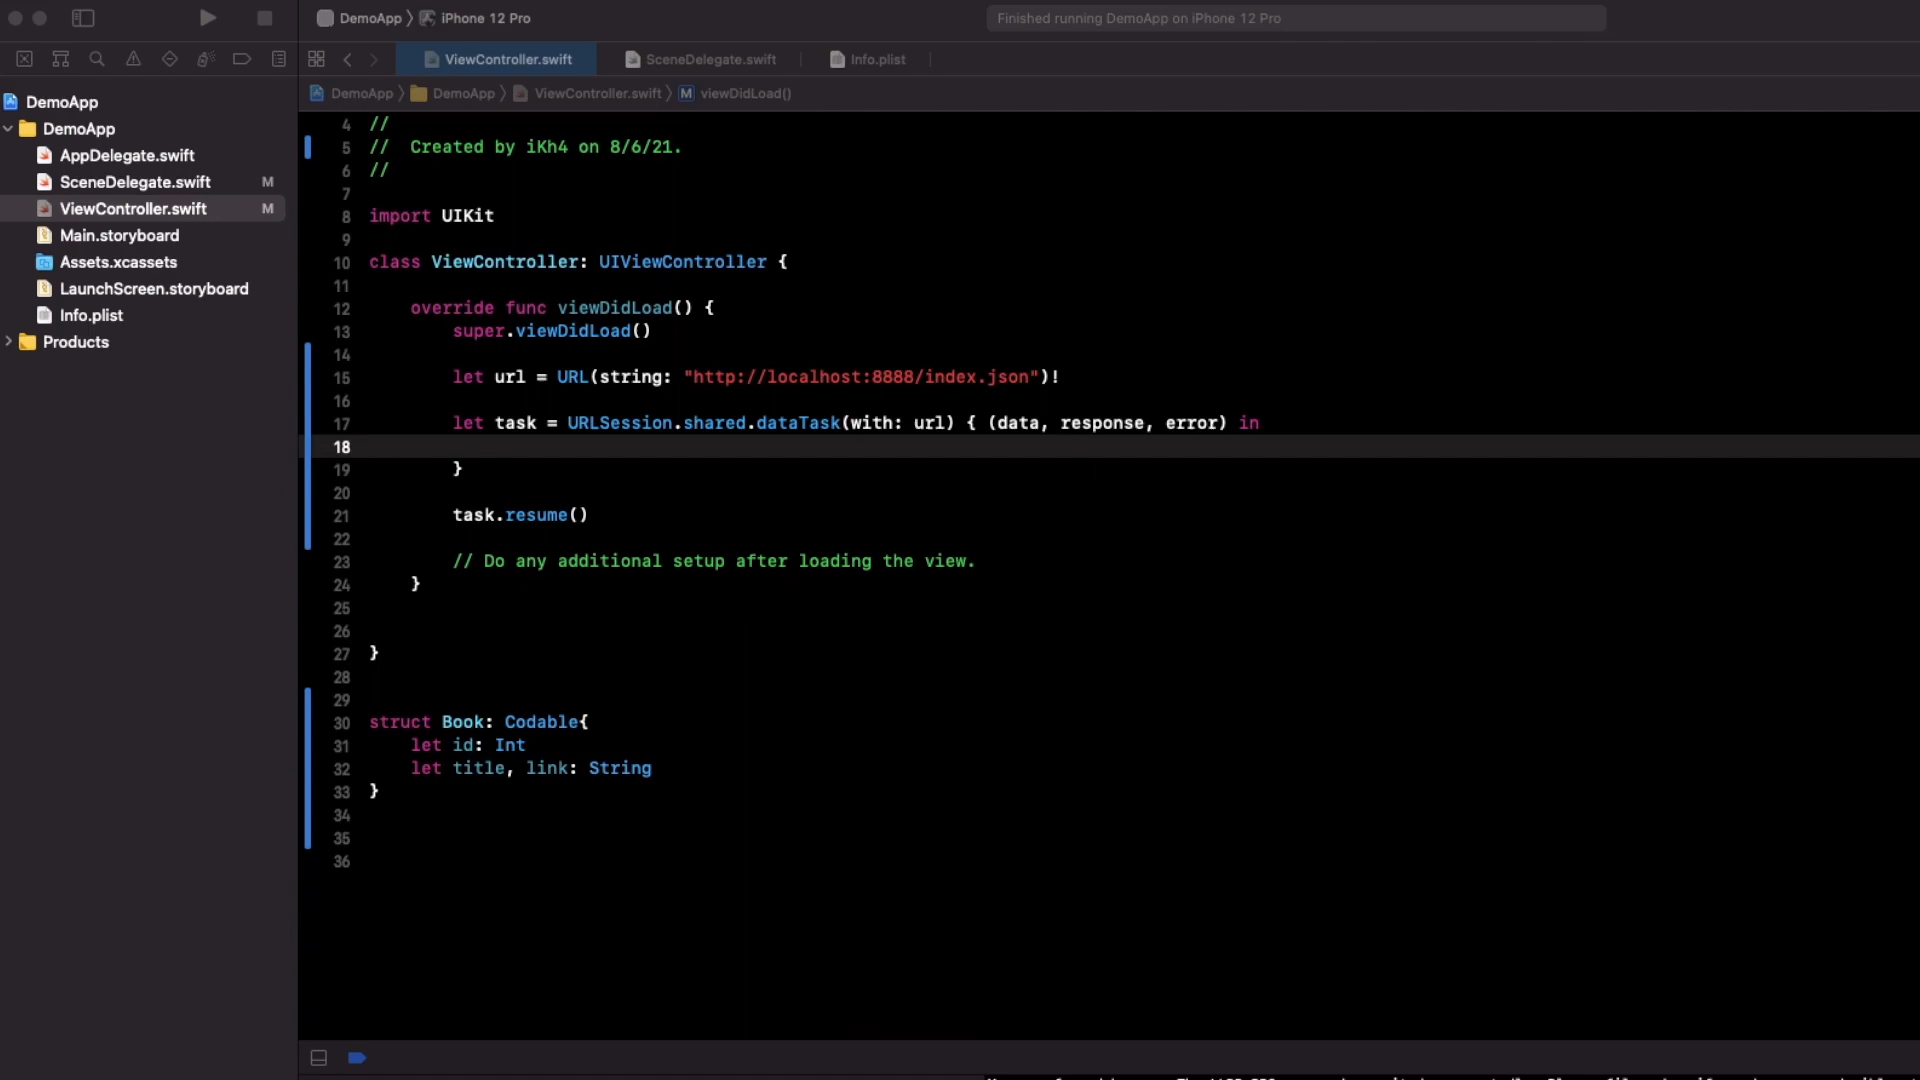 DemoApp 〉 iPhone 12 Pro
Finished running DemoApp on iPhone 12 Pro
ViewController.swift
SceneDelegate.swift
Info.plist
DemoApp 〉 DemoApp 〉 ViewController.swift 〉 M viewDidLoad()
DemoApp
DemoApp
AppDelegate.swift
SceneDelegate.swift M
ViewController.swift M
Main.storyboard
Assets.xcassets
LaunchScreen.storyboard
Info.plist
Products
4 //
5 //  Created by iKh4 on 8/6/21.
6 //
7
8 import UIKit
9
10 class ViewController: UIViewController {
11
12     override func viewDidLoad() {
13         super.viewDidLoad()
14
15         let url = URL(string: "http://localhost:8888/index.json")!
16
17         let task = URLSession.shared.dataTask(with: url) { (data, response, error) in
18
19         }
20
21         task.resume()
22
23         // Do any additional setup after loading the view.
24     }
25
26
27 }
28
29
30 struct Book: Codable{
31     let id: Int
32     let title, link: String
33 }
34
35
36